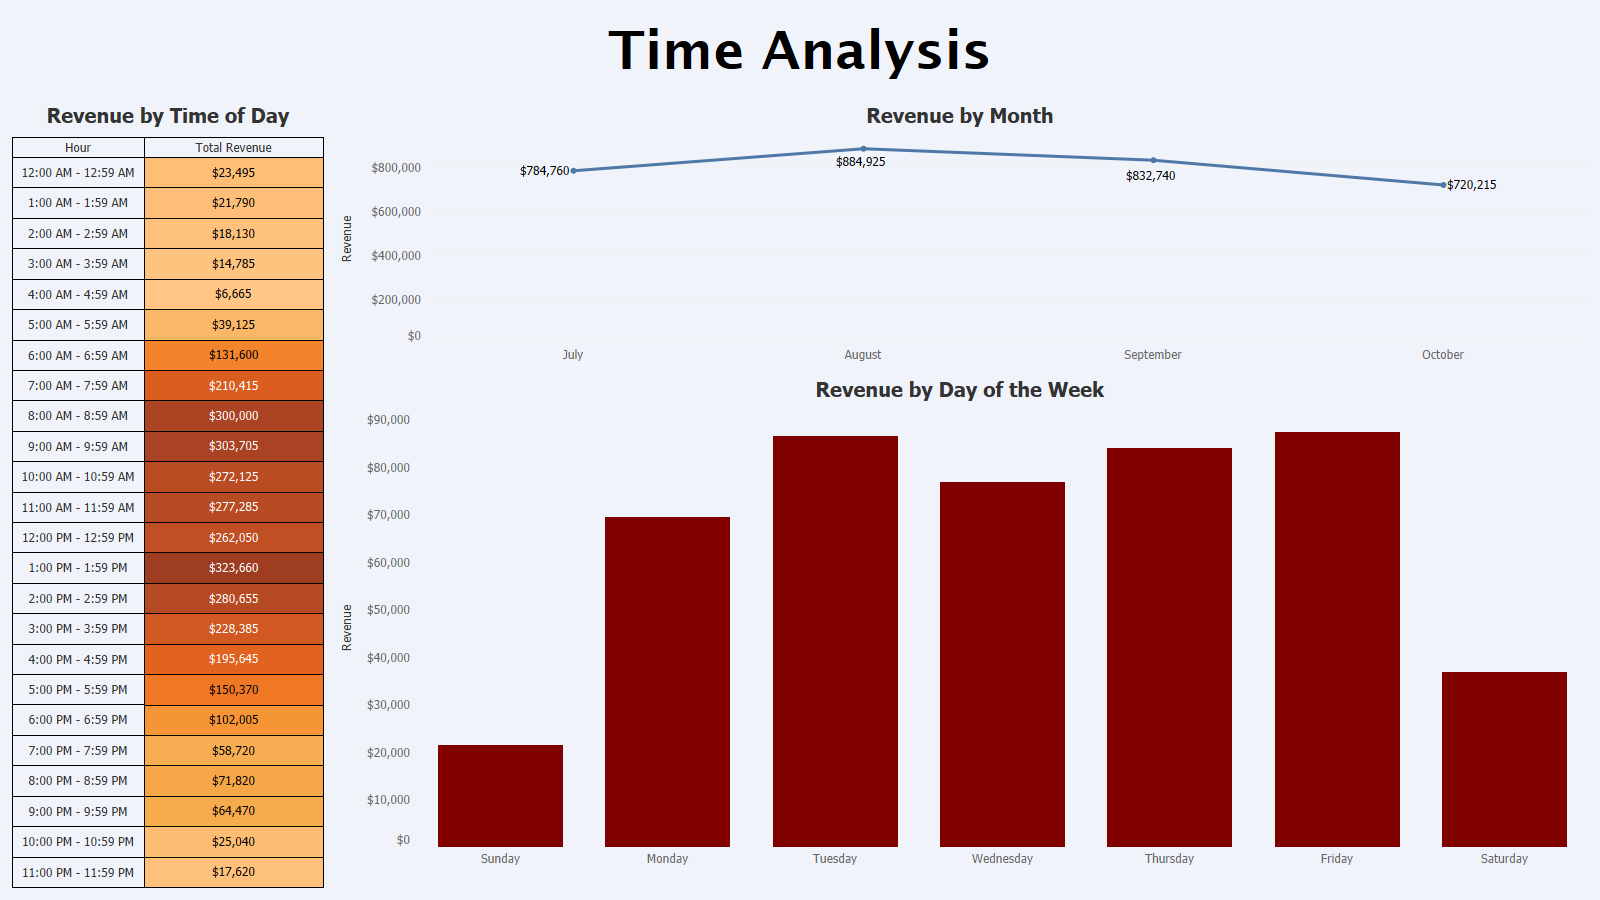 Time Analysis
Revenue by Time of Day
Hour Total Revenue
12:00 AM - 12:59 AM $23,495
1:00 AM - 1:59 AM $21,790
2:00 AM - 2:59 AM $18,130
3:00 AM - 3:59 AM $14,785
4:00 AM - 4:59 AM $6,665
5:00 AM - 5:59 AM $39,125
6:00 AM - 6:59 AM $131,600
7:00 AM - 7:59 AM $210,415
8:00 AM - 8:59 AM $300,000
9:00 AM - 9:59 AM $303,705
10:00 AM - 10:59 AM $272,125
11:00 AM - 11:59 AM $277,285
12:00 PM - 12:59 PM $262,050
1:00 PM - 1:59 PM $323,660
2:00 PM - 2:59 PM $280,655
3:00 PM - 3:59 PM $228,385
4:00 PM - 4:59 PM $195,645
5:00 PM - 5:59 PM $150,370
6:00 PM - 6:59 PM $102,005
7:00 PM - 7:59 PM $58,720
8:00 PM - 8:59 PM $71,820
9:00 PM - 9:59 PM $64,470
10:00 PM - 10:59 PM $25,040
11:00 PM - 11:59 PM $17,620
Revenue by Month
Revenue
$800,000
$600,000
$400,000
$200,000
$0
$784,760
$884,925
$832,740
$720,215
July August September October
Revenue by Day of the Week
Revenue
$90,000
$80,000
$70,000
$60,000
$50,000
$40,000
$30,000
$20,000
$10,000
$0
Sunday Monday Tuesday Wednesday Thursday Friday Saturday